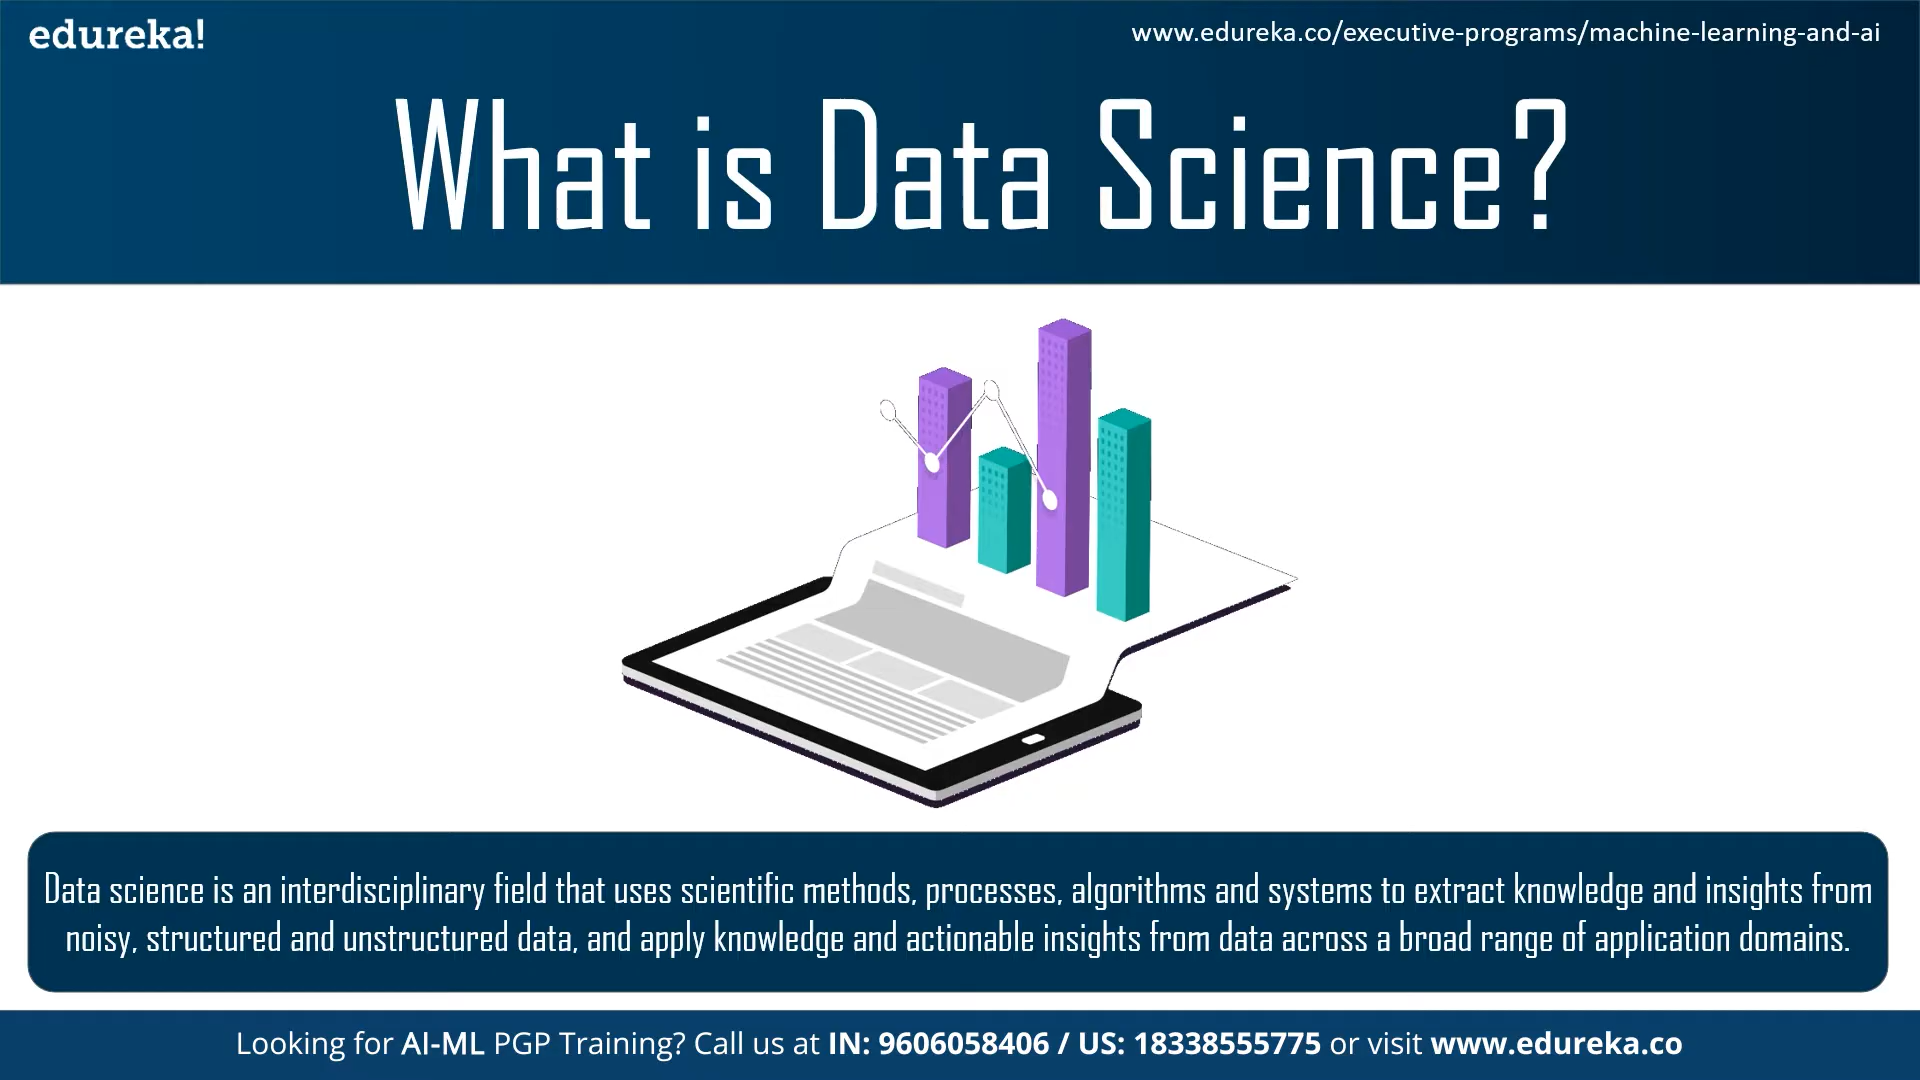 edureka!
www.edureka.co/executive-programs/machine-learning-and-ai
What is Data Science?
Data science is an interdisciplinary field that uses scientific methods, processes, algorithms and systems to extract knowledge and insights from
noisy, structured and unstructured data, and apply knowledge and actionable insights from data across a broad range of application domains.
Looking for AI-ML PGP Training? Call us at IN: 9606058406 / US: 18338555775 or visit www.edureka.co